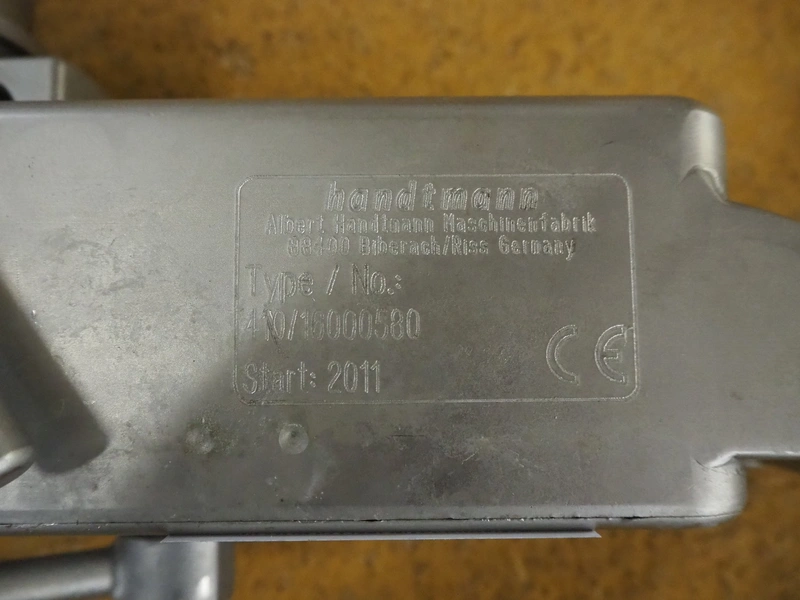 handtmann
Albert Handtmann Maschinenfabrik
88400 Biberach/Riss Germany
Type / No.:
410/16000580
Start: 2011
CE